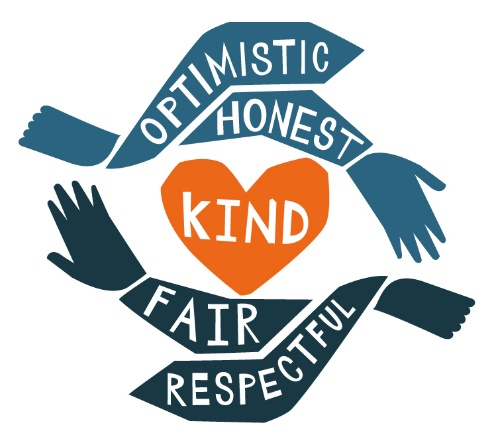 OPTIMISTIC
HONEST
KIND
FAIR
RESPECTFUL